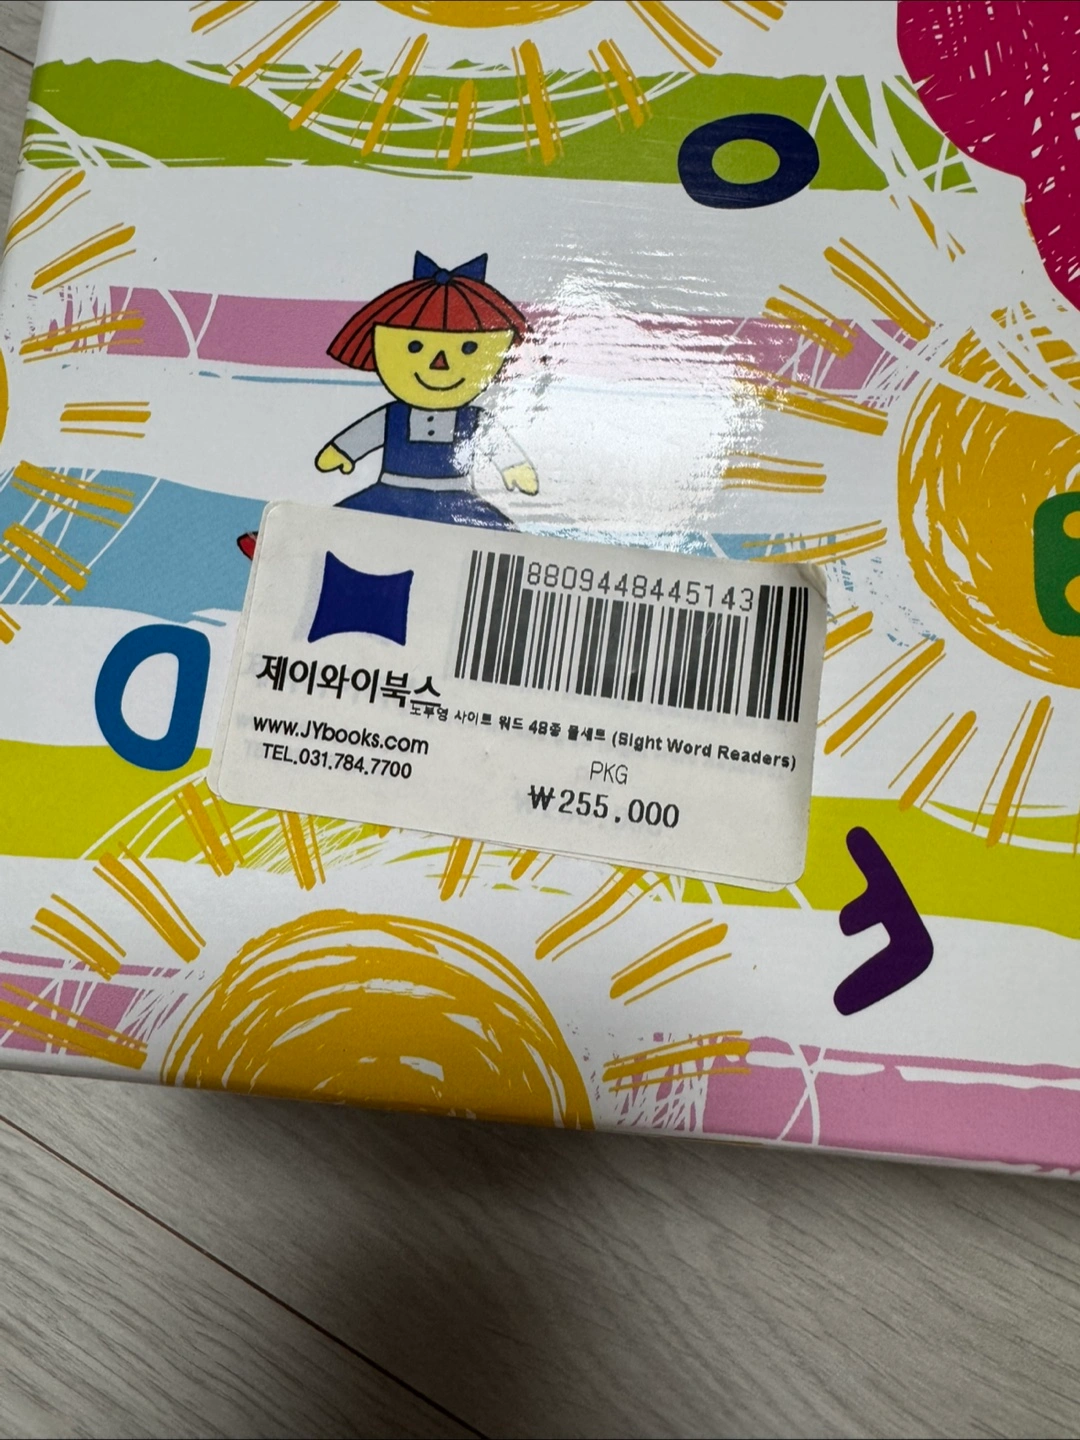 O
B
D
8809448445143
제이와이북스
노부영 사이트 워드 48종 풀세트 (Sight Word Readers)
www.JYbooks.com
PKG
TEL.031.784.7700
₩255.000
F